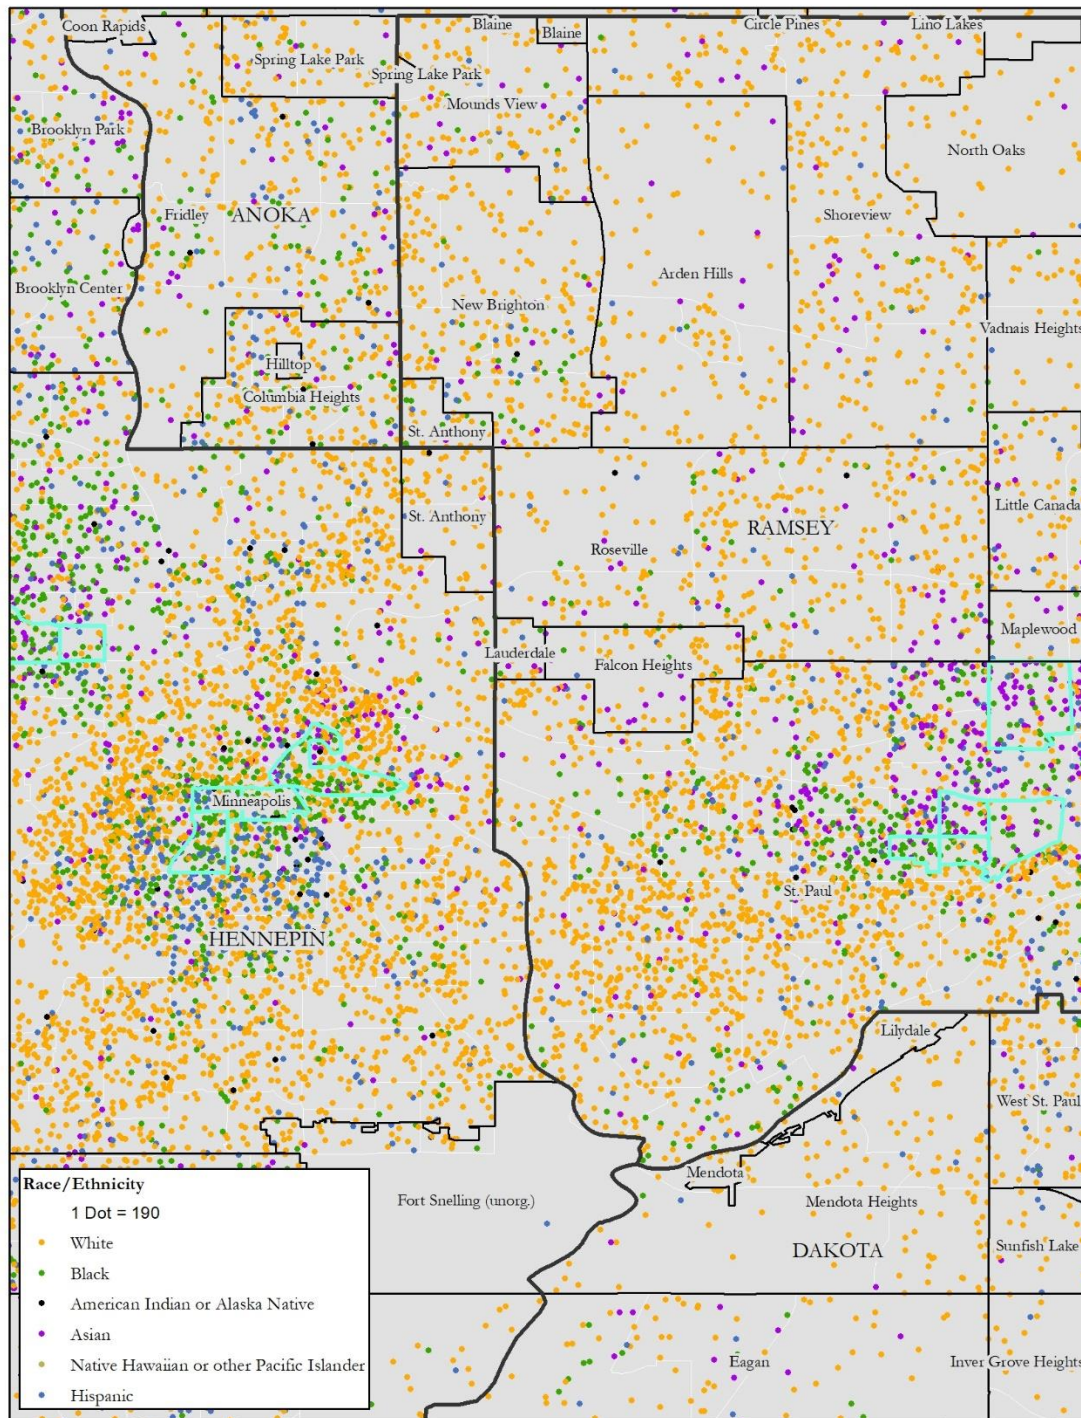 Coon Rapids
Blaine
Blaine
Circle Pines
Lino Lakes
Spring Lake Park
Spring Lake Park
Mounds View
Brooklyn Park
North Oaks
Fridley
ANOKA
Shoreview
Arden Hills
Brooklyn Center
New Brighton
Vadnais Heights
Hilltop
Columbia Heights
St. Anthony
St. Anthony
Little Canada
RAMSEY
Roseville
Maplewood
Lauderdale
Falcon Heights
Minneapolis
St. Paul
HENNEPIN
Lilydale
West St. Paul
Mendota
Fort Snelling (unorg.)
Mendota Heights
DAKOTA
Sunfish Lake
Eagan
Inver Grove Heights
Race/Ethnicity
1 Dot = 190
White
Black
American Indian or Alaska Native
Asian
Native Hawaiian or other Pacific Islander
Hispanic